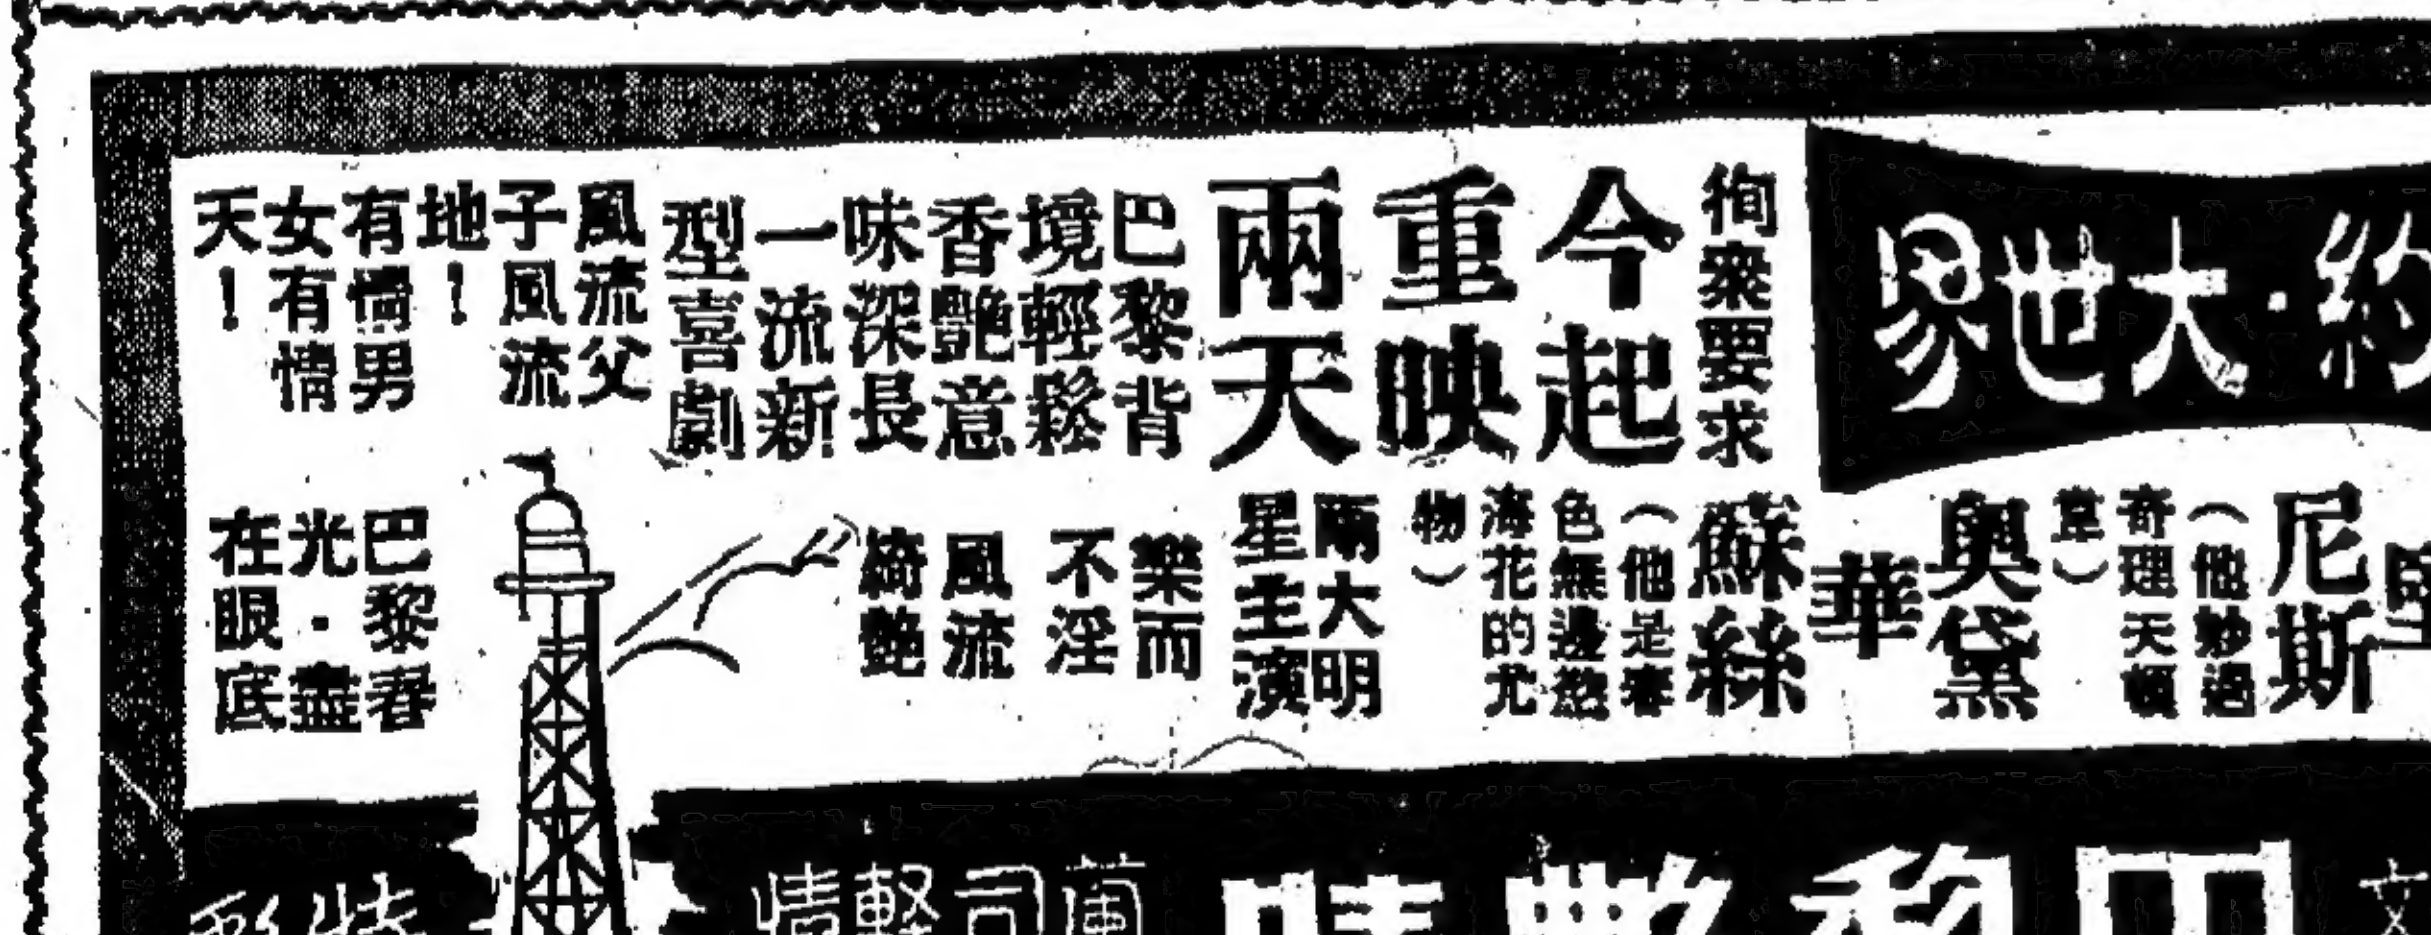 約·大世界
尼斯
（他妙過
奇理天頓
草）
奧黛
華
蘇絲
（他是春
色無邊慾
海花的尤
物）
兩大明
星主演
徇衆要求
今起
重映
兩天
巴黎背
境輕鬆
香艷意
味深長
一流新
型喜劇
樂而
不淫
風流
綺艷
風流父
子風流
地！
有情男
女有情
天！
巴黎春
光·盡
在眼底